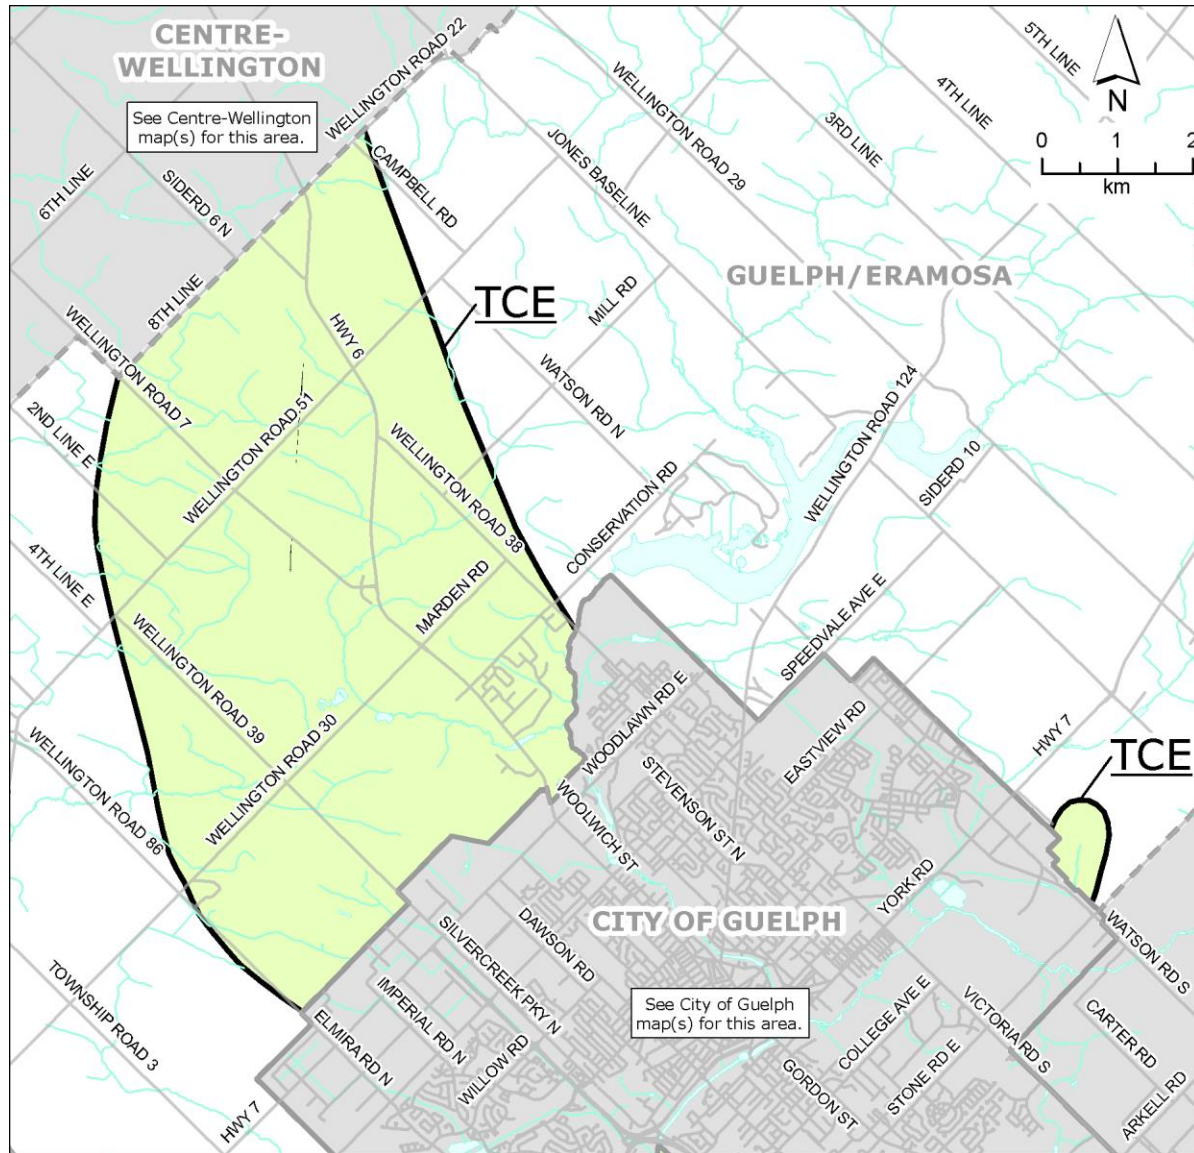 CENTRE-
WELLINGTON
See Centre-Wellington
map(s) for this area.
WELLINGTON ROAD 22
WELLINGTON ROAD 29
5TH LINE
4TH LINE
3RD LINE
N
0 1 2
km
6TH LINE
SIDERD 6 N
CAMPBELL RD
JONES BASELINE
8TH LINE
GUELPH/ERAMOSA
TCE
MILL RD
HWY 6
WELLINGTON ROAD 7
WATSON RD N
WELLINGTON ROAD 124
2ND LINE E
WELLINGTON ROAD 51
WELLINGTON ROAD 38
CONSERVATION RD
SIDERD 10
4TH LINE E
MARDEN RD
SPEEDVALE AVE E
WELLINGTON ROAD 39
WOODLAWN RD E
EASTVIEW RD
HWY 7
TCE
WELLINGTON ROAD 86
WELLINGTON ROAD 30
WOOLWICH ST
STEVENSON ST N
YORK RD
CITY OF GUELPH
WATSON RD S
DAWSON RD
SILVERCREEK PKY N
See City of Guelph
map(s) for this area.
TOWNSHIP ROAD 3
IMPERIAL RD N
ELMIRA RD N
WILLOW RD
COLLEGE AVE E
VICTORIA RD S
CARTER RD
GORDON ST
STONE RD E
ARKELL RD
HWY 7